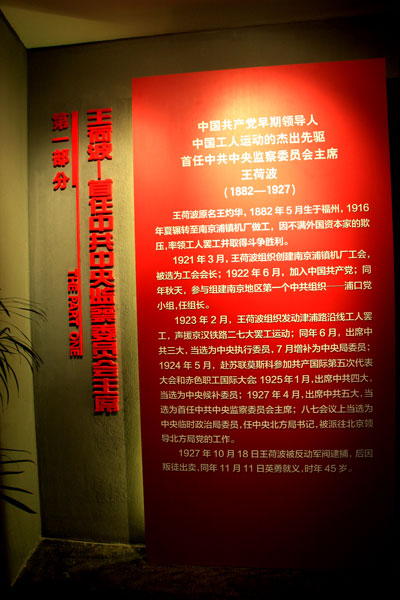 第一部分
THE PART ONE
王荷波—首任中共中央监察委员会主席
中国共产党早期领导人
中国工人运动的杰出先驱
首任中共中央监察委员会主席
王荷波
(1882—1927)
王荷波原名王灼华，1882年5月生于福州，1916
年夏辗转至南京浦镇机厂做工，因不满外国资本家的欺
压，率领工人罢工并取得斗争胜利。
1921年3月，王荷波组织创建南京浦镇机厂工会，
被选为工会会长；1922年6月，加入中国共产党；同
年秋天，参与组建南京地区第一个中共组织——浦口党
小组，任组长。
1923年2月，王荷波组织发动津浦路沿线工人罢
工，声援京汉铁路二七大罢工运动；同年6月，出席中
共三大，当选为中央执行委员，7月增补为中央局委员；
1924年5月，赴苏联莫斯科参加共产国际第五次代表
大会和赤色职工国际大会 1925年1月，出席中共四大，
当选为中央候补委员；1927年4月，出席中共五大，当
选为首任中共中央监察委员会主席；八七会议上当选为
中央临时政治局委员，任中央北方局书记，被派往北京领
导北方局党的工作。
1927年10月18日王荷波被反动军阀逮捕，后因
叛徒出卖，同年11月11日英勇就义，时年45岁。